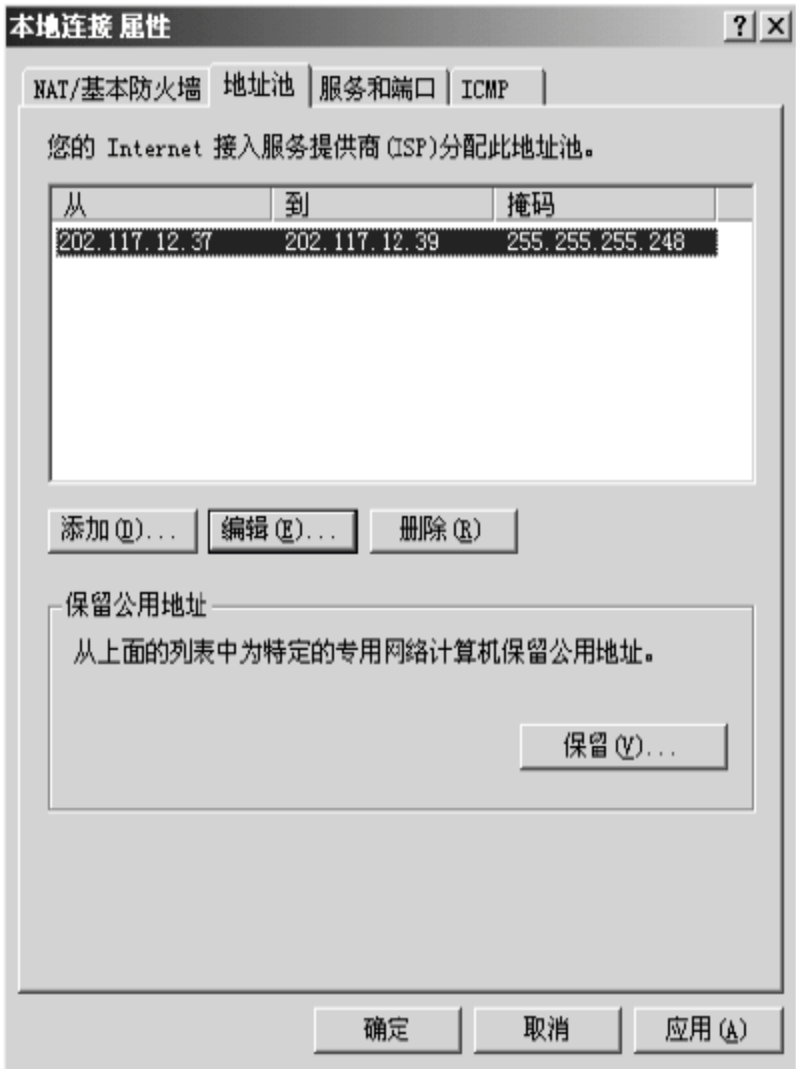 本地连接 属性
NAT/基本防火墙 地址池 服务和端口 ICMP
您的 Internet 接入服务提供商(ISP)分配此地址池。
从 到 掩码
202.117.12.37 202.117.12.39 255.255.255.248
添加(D)... 编辑(E)... 删除(R)
保留公用地址
从上面的列表中为特定的专用网络计算机保留公用地址。
保留(V)...
确定 取消 应用(A)